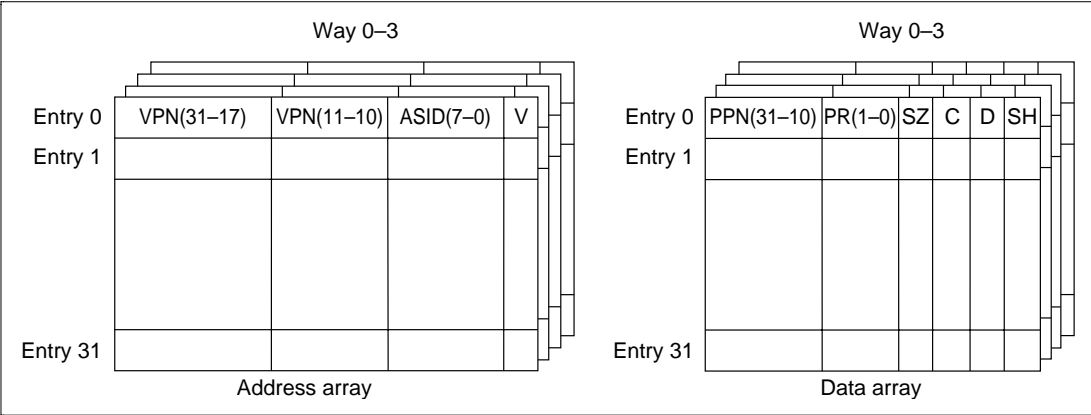 Way 0–3
Way 0–3
Entry 0 VPN(31–17) VPN(11–10) ASID(7–0) V
Entry 0 PPN(31–10) PR(1–0) SZ C D SH
Entry 1
Entry 1
Entry 31
Entry 31
Address array
Data array